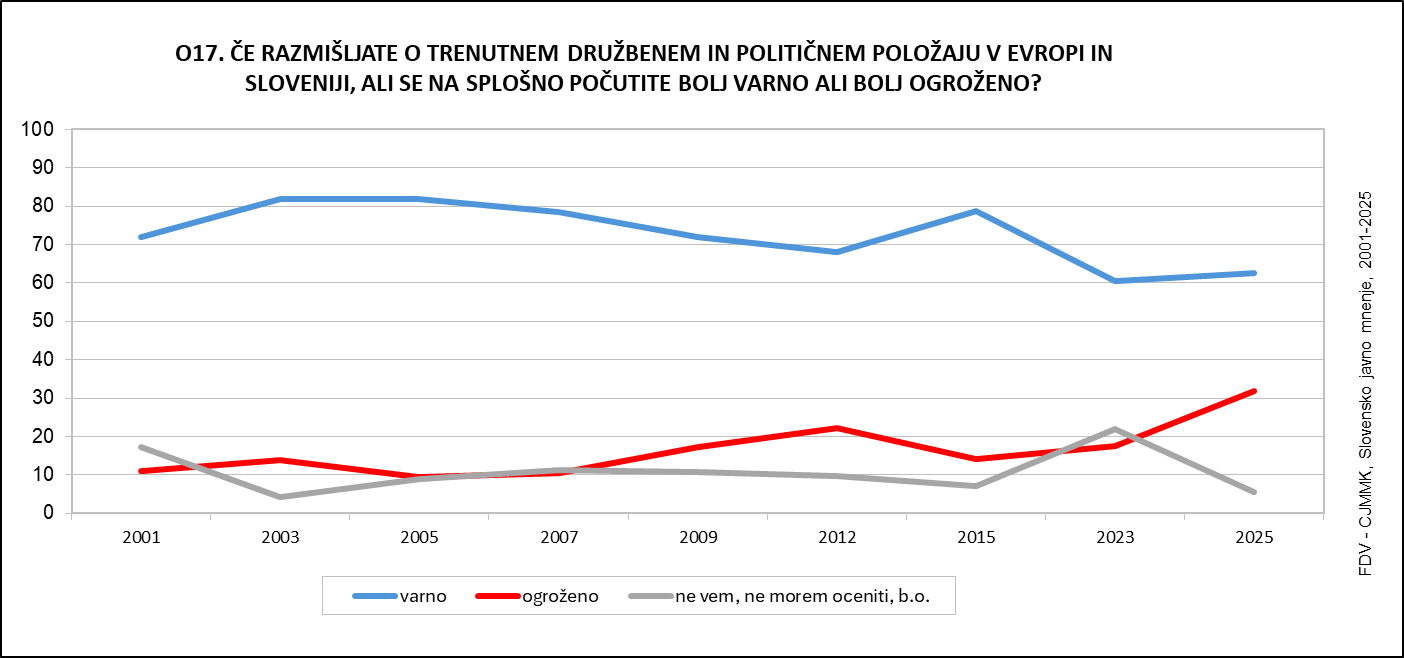 O17. ČE RAZMIŠLJATE O TRENUTNEM DRUŽBENEM IN POLITIČNEM POLOŽAJU V EVROPI IN
SLOVENIJI, ALI SE NA SPLOŠNO POČUTITE BOLJ VARNO ALI BOLJ OGROŽENO?
100
90
80
70
60
50
40
30
20
10
0
2001 2003 2005 2007 2009 2012 2015 2023 2025
varno ogroženo ne vem, ne morem oceniti, b.o.
FDV - CJMMK, Slovensko javno mnenje, 2001-2025